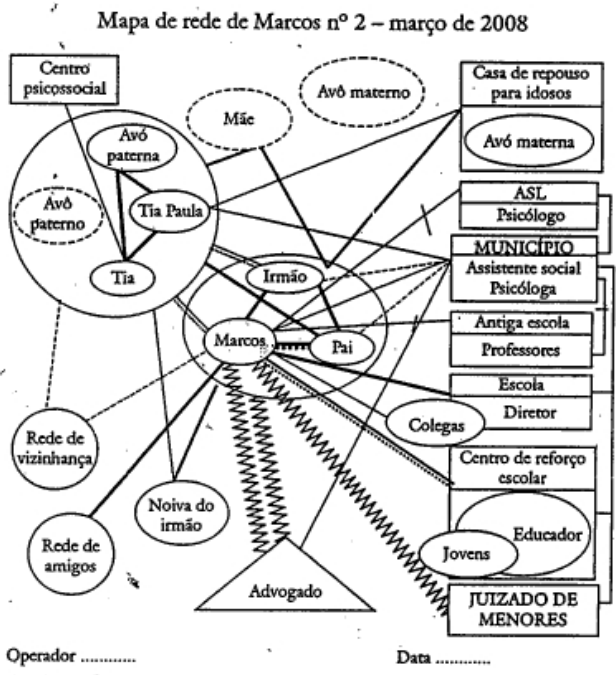 Mapa de rede de Marcos nº 2 – março de 2008
Centro
psicossocial
Avô materno
Casa de repouso
para idosos
Mãe
Avó materna
Avó
paterna
Avô
paterno
Tia Paula
Tia
ASL
Psicólogo
MUNICÍPIO
Assistente social
Psicóloga
Irmão
Marcos
Pai
Antiga escola
Professores
Escola
Diretor
Colegas
Rede de
vizinhança
Centro de reforço
escolar
Educador
Jovens
Noiva do
irmão
Rede de
amigos
Advogado
JUIZADO DE
MENORES
Operador ............
Data ............